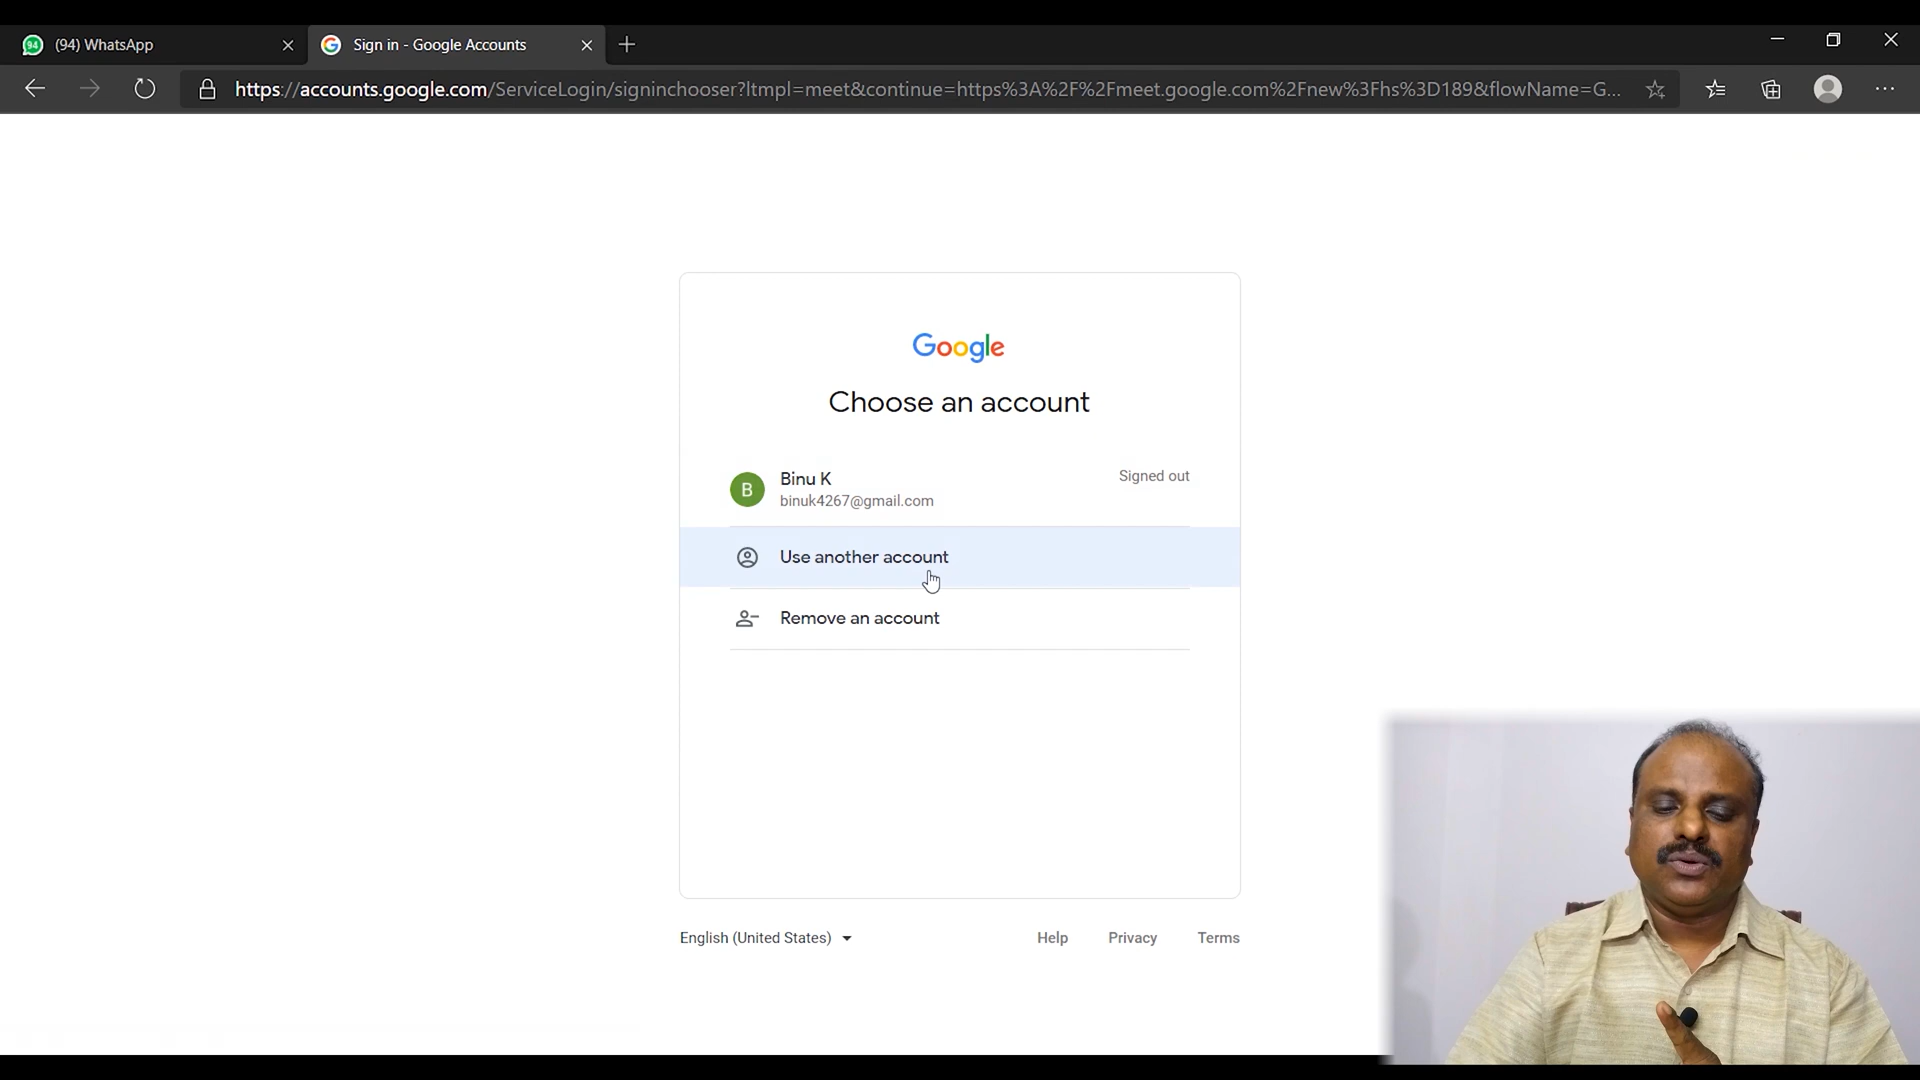 94 (94) WhatsApp
Sign in - Google Accounts
https://accounts.google.com/ServiceLogin/signinchooser?ltmpl=meet&continue=https%3A%2F%2Fmeet.google.com%2Fnew%3Fhs%3D189&flowName=G...
Google
Choose an account
B
Binu K
Signed out
binuk4267@gmail.com
Use another account
Remove an account
English (United States)
Help
Privacy
Terms